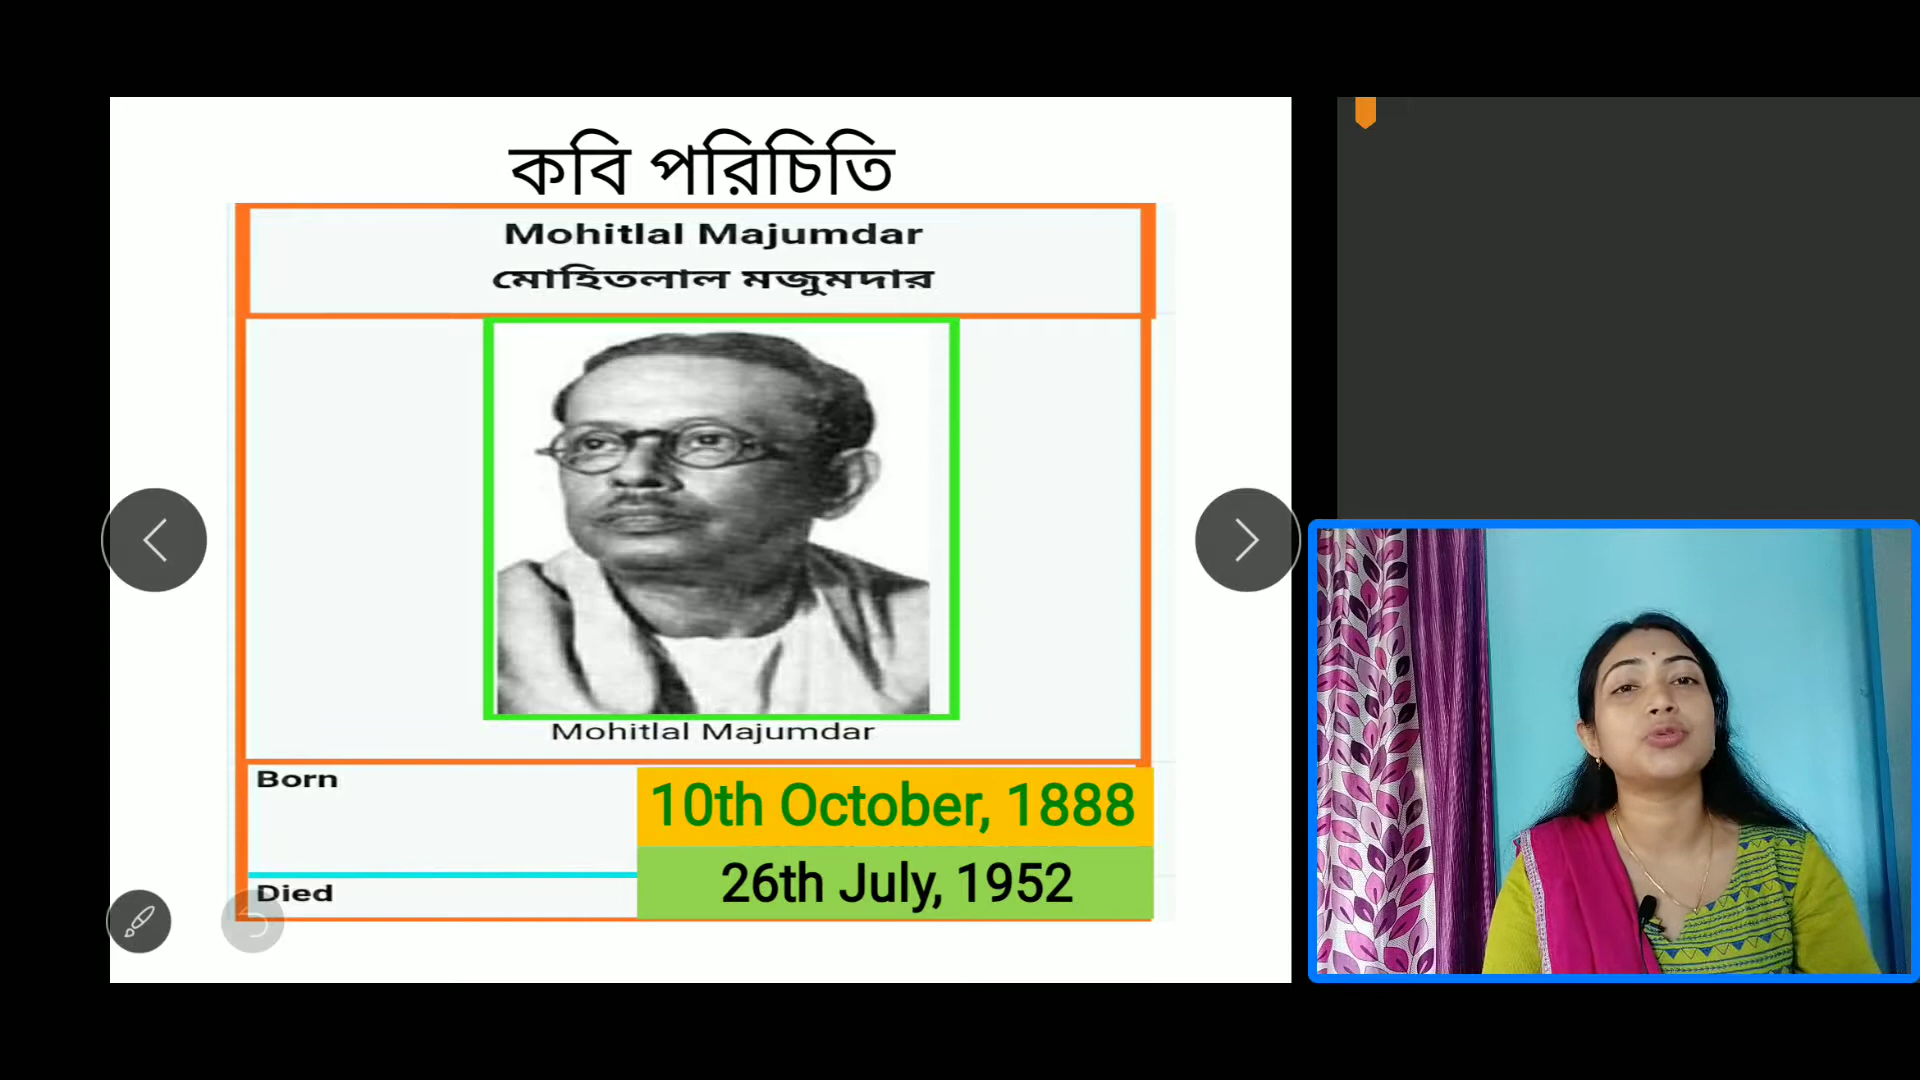 কবি পরিচিতি
Mohitlal Majumdar
মোহিতলাল মজুমদার
Mohitlal Majumdar
Born
10th October, 1888
26th July, 1952
Died